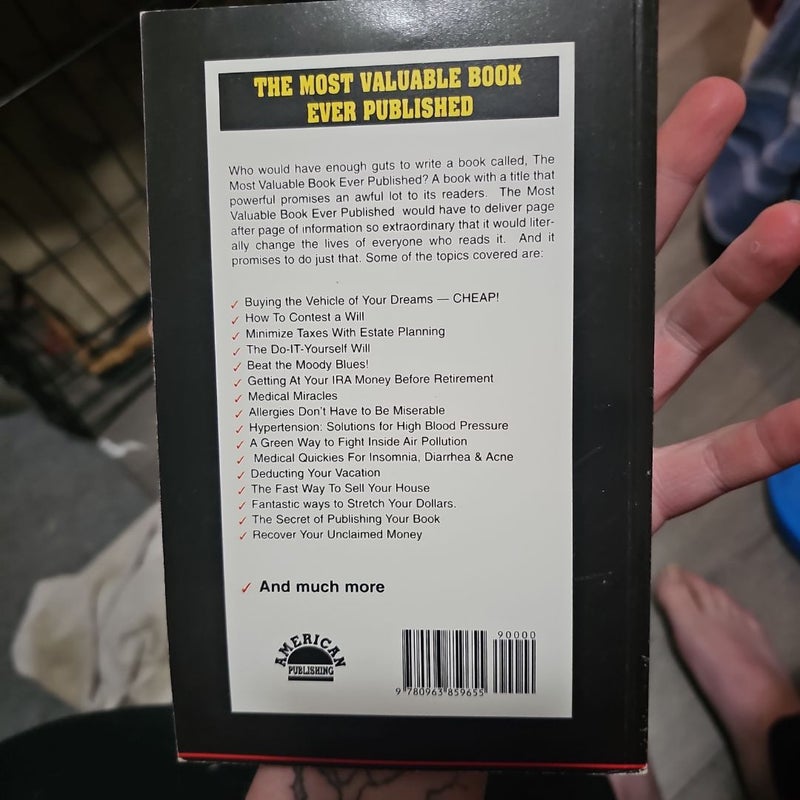 THE MOST VALUABLE BOOK
EVER PUBLISHED
Who would have enough guts to write a book called, The
Most Valuable Book Ever Published? A book with a title that
powerful promises an awful lot to its readers. The Most
Valuable Book Ever Published would have to deliver page
after page of information so extraordinary that it would liter-
ally change the lives of everyone who reads it. And it
promises to do just that. Some of the topics covered are:
✓ Buying the Vehicle of Your Dreams — CHEAP!
✓ How To Contest a Will
✓ Minimize Taxes With Estate Planning
✓ The Do-IT-Yourself Will
✓ Beat the Moody Blues!
✓ Getting At Your IRA Money Before Retirement
✓ Medical Miracles
✓ Allergies Don't Have to Be Miserable
✓ Hypertension: Solutions for High Blood Pressure
✓ A Green Way to Fight Inside Air Pollution
✓ Medical Quickies For Insomnia, Diarrhea & Acne
✓ Deducting Your Vacation
✓ The Fast Way To Sell Your House
✓ Fantastic ways to Stretch Your Dollars.
✓ The Secret of Publishing Your Book
✓ Recover Your Unclaimed Money
✓ And much more
AMERICAN
PUBLISHING
90000
9 780963 859655